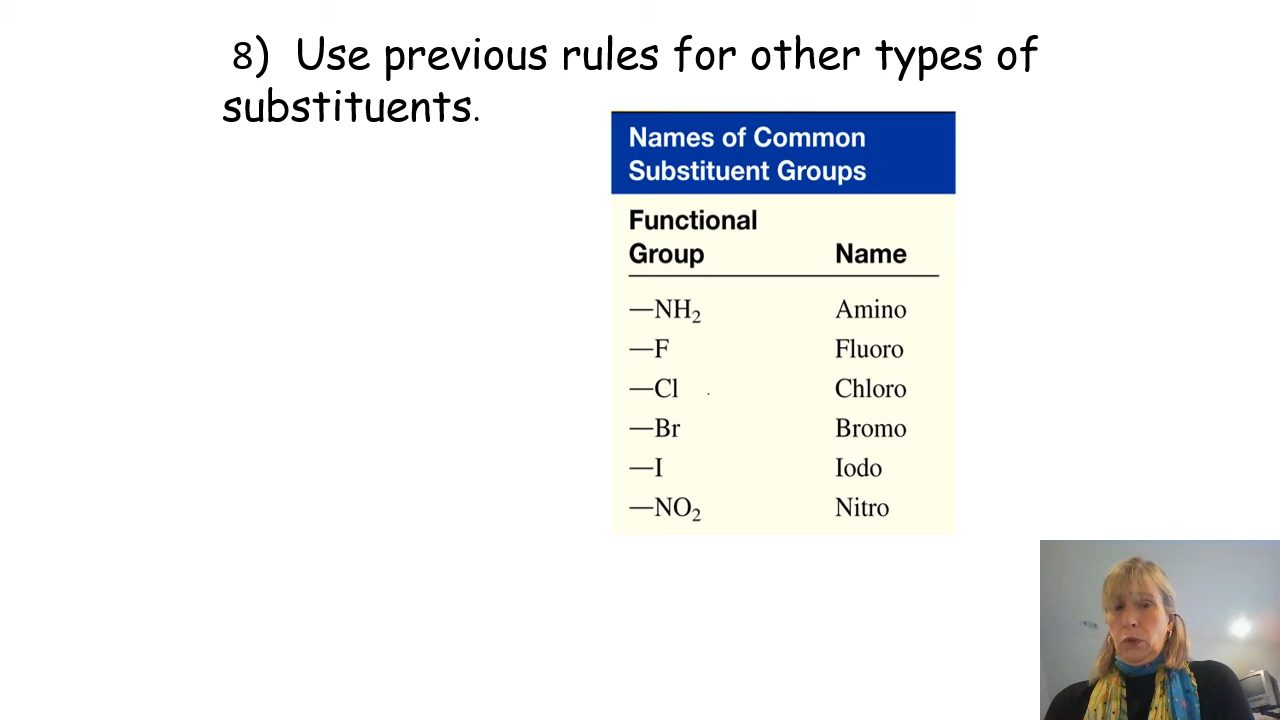 8) Use previous rules for other types of
substituents.
Names of Common
Substituent Groups
Functional
Group Name
—NH₂ Amino
—F Fluoro
—Cl Chloro
—Br Bromo
—I Iodo
—NO₂ Nitro